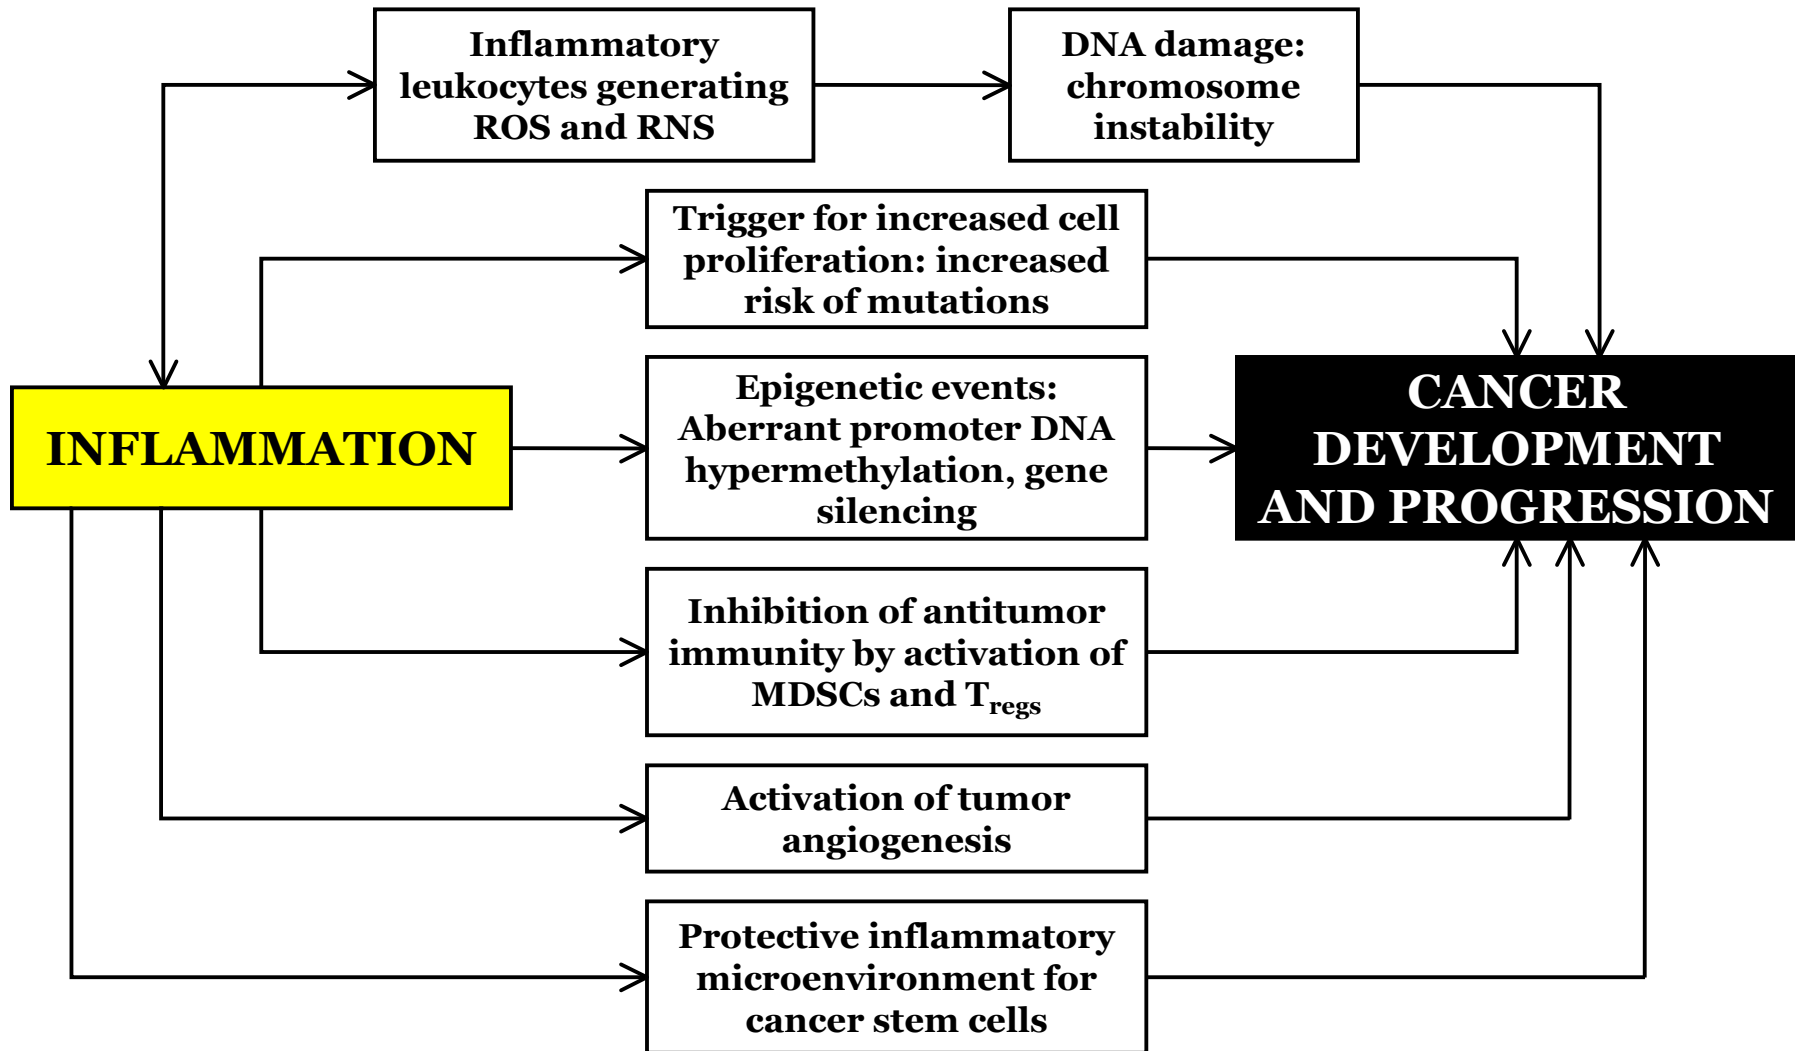 Inflammatory
leukocytes generating
ROS and RNS
DNA damage:
chromosome
instability
Trigger for increased cell
proliferation: increased
risk of mutations
INFLAMMATION
Epigenetic events:
Aberrant promoter DNA
hypermethylation, gene
silencing
CANCER
DEVELOPMENT
AND PROGRESSION
Inhibition of antitumor
immunity by activation of
MDSCs and Tregs
Activation of tumor
angiogenesis
Protective inflammatory
microenvironment for
cancer stem cells